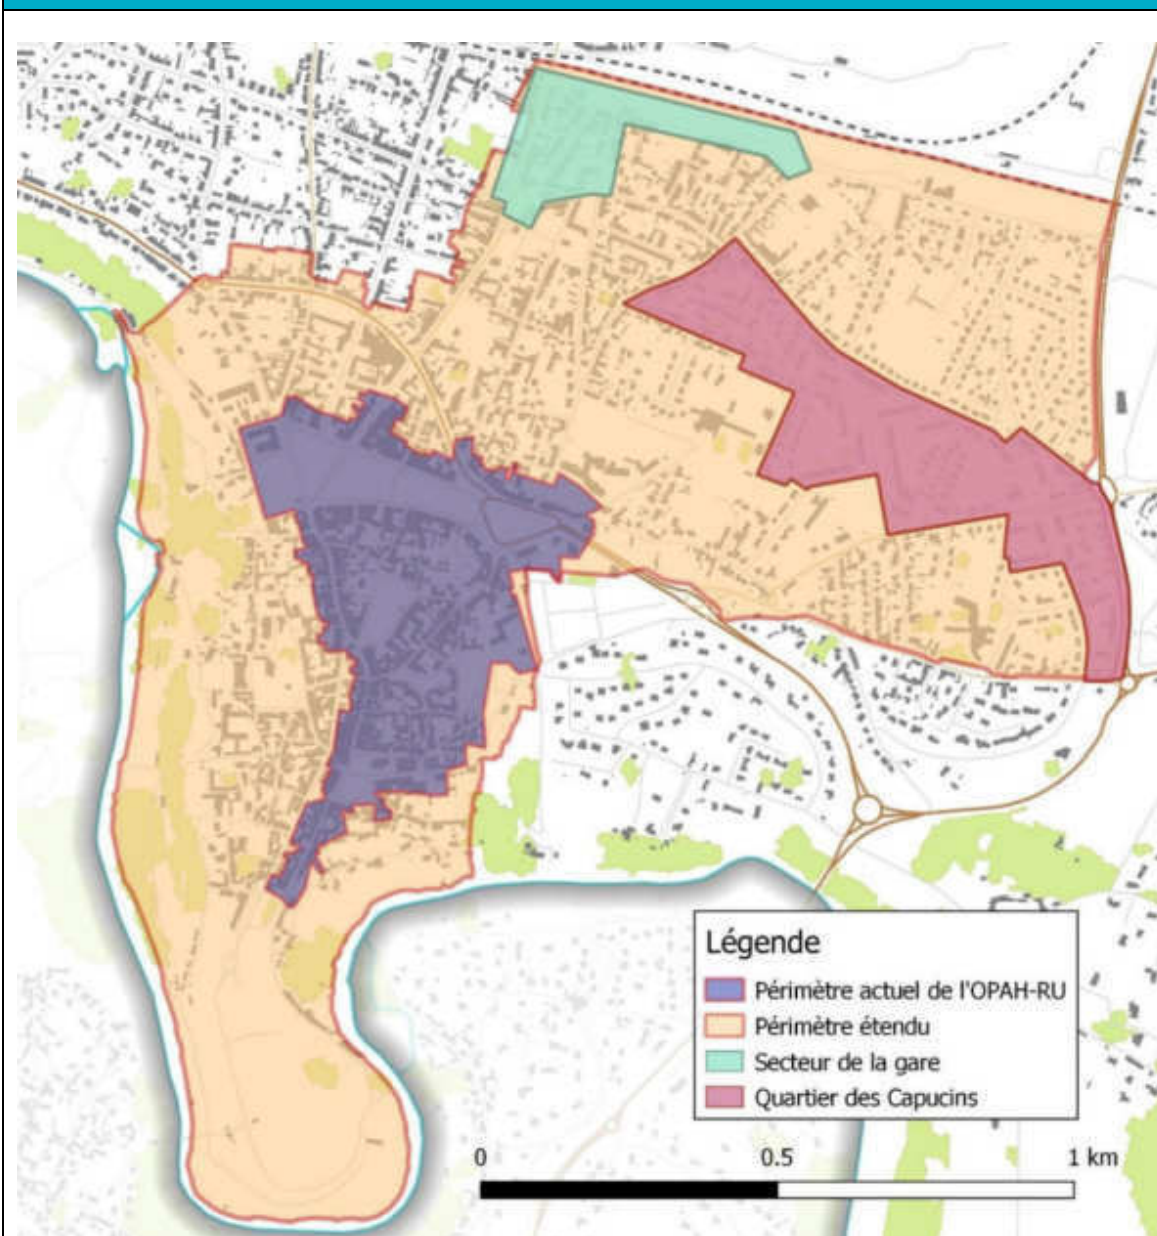 Légende
Périmètre actuel de l'OPAH-RU
Périmètre étendu
Secteur de la gare
Quartier des Capucins
0 0.5 1 km